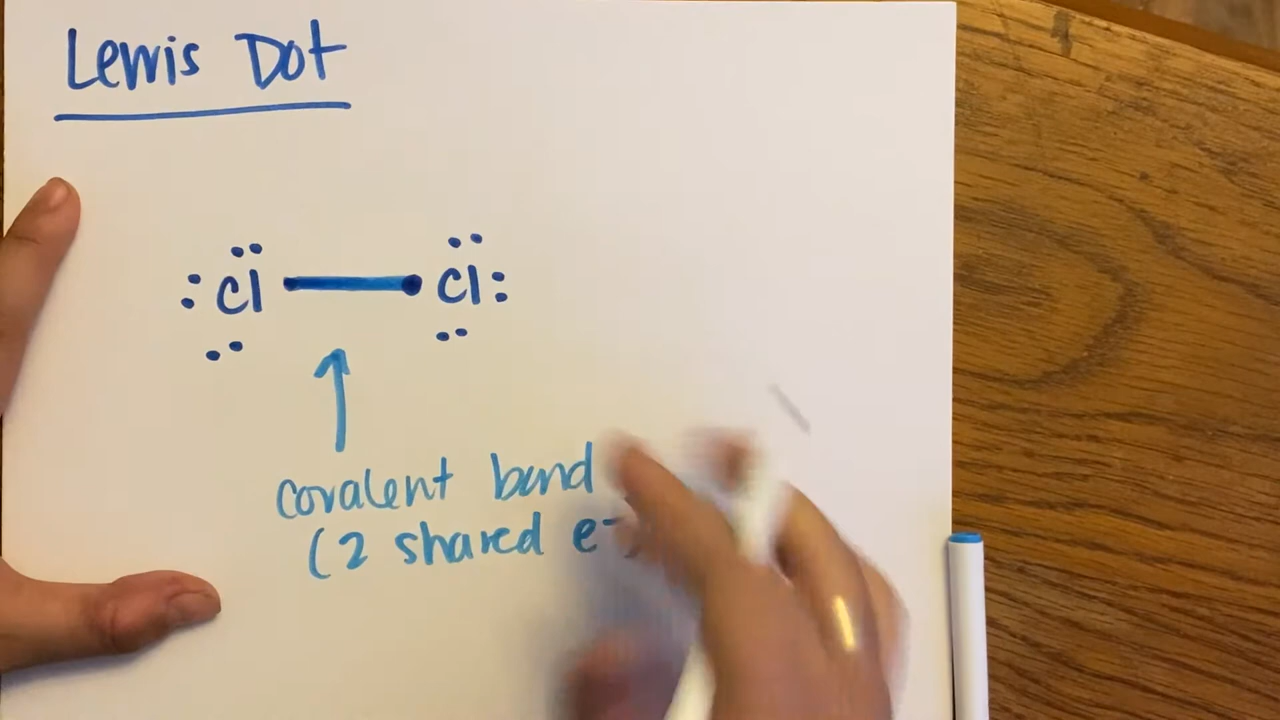 Lewis Dot
:Cl — Cl:
covalent bond
(2 shared e-)